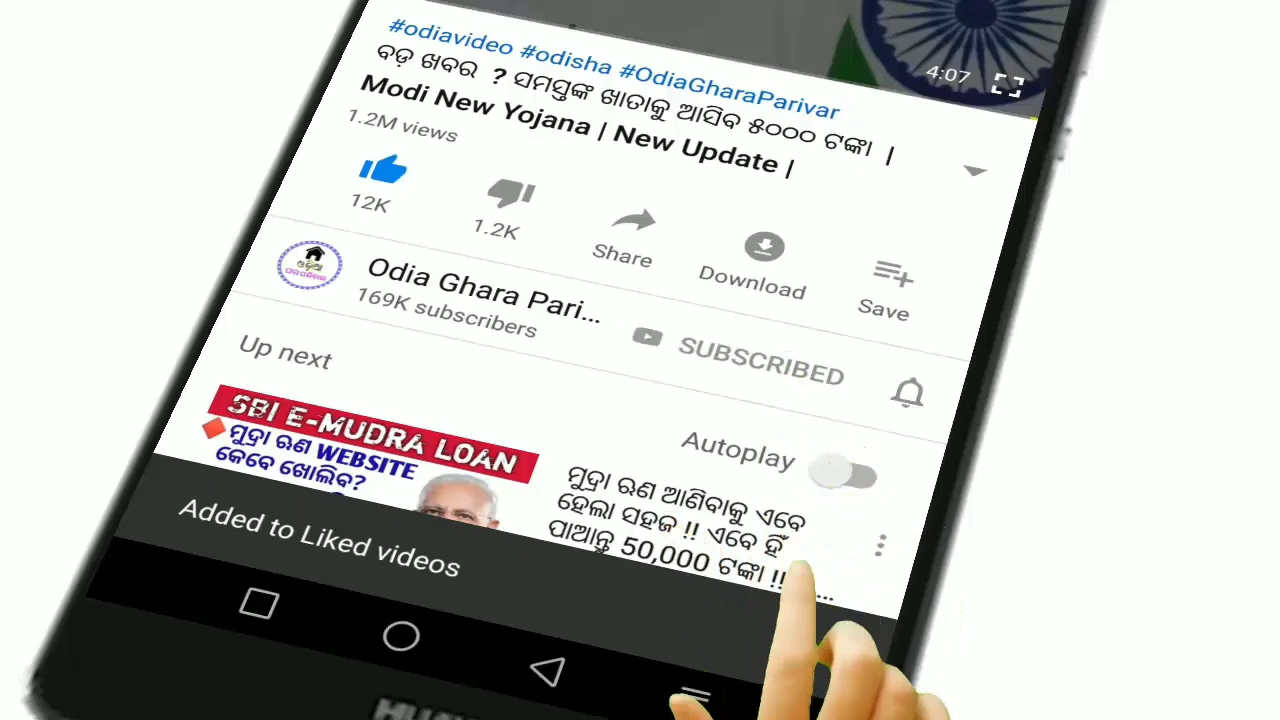 4:07
#odiavideo #odisha #OdiaGharaParivar
ବଡ଼ ଖବର ? ସମସ୍ତଙ୍କ ଖାତାକୁ ଆସିବ ୫୦୦୦ ଟଙ୍କା |
Modi New Yojana | New Update |
1.2M views
12K
1.2K
Share
Download
Save
Odia Ghara Pari...
169K subscribers
SUBSCRIBED
Up next
Autoplay
SBI E-MUDRA LOAN
ମୁଦ୍ରା ଋଣ WEBSITE
କେବେ ଖୋଲିବ?
ମୁଦ୍ରା ଋଣ ଆଣିବାକୁ ଏବେ
ହେଲା ସହଜ !! ଏବେ ହିଁ
ପାଆନ୍ତୁ 50,000 ଟଙ୍କା !! ...
Added to Liked videos